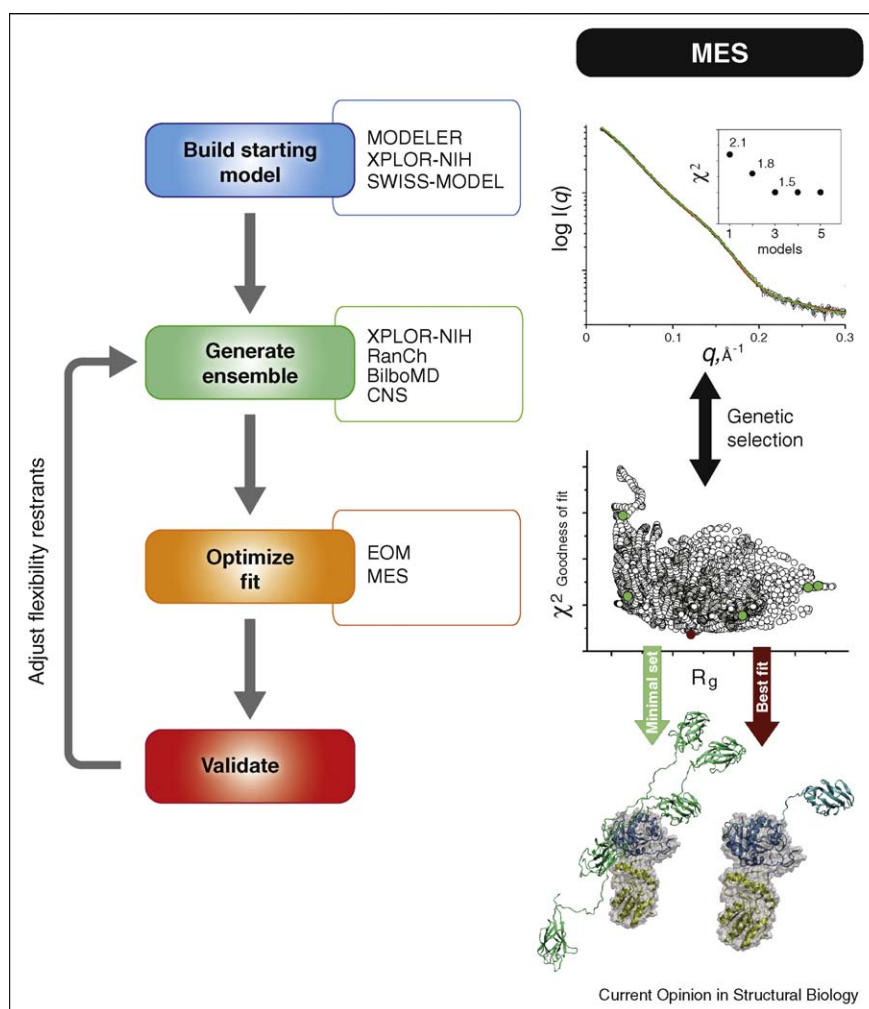 MES
Build starting
model
MODELER
XPLOR-NIH
SWISS-MODEL
Generate
ensemble
XPLOR-NIH
RanCh
BilboMD
CNS
Optimize
fit
EOM
MES
Validate
Adjust flexibility restrants
log I(q)
χ2
2.1
1.8
1.5
1 3 5
models
0 0.1 0.2 0.3
q,Å-1
Genetic
selection
χ2 Goodness of fit
Rg
Minimal set
Best fit
Current Opinion in Structural Biology